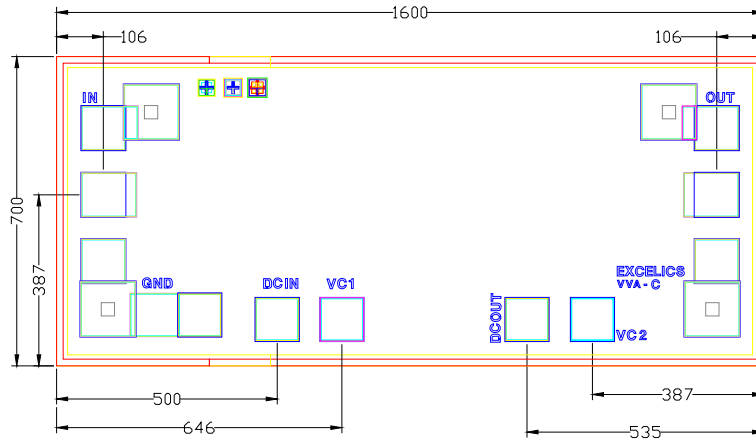 1600
106
106
IN
OUT
700
387
GND
DCIN
VC1
DCOUT
EXCELICS
VVA-C
VC2
500
387
646
535